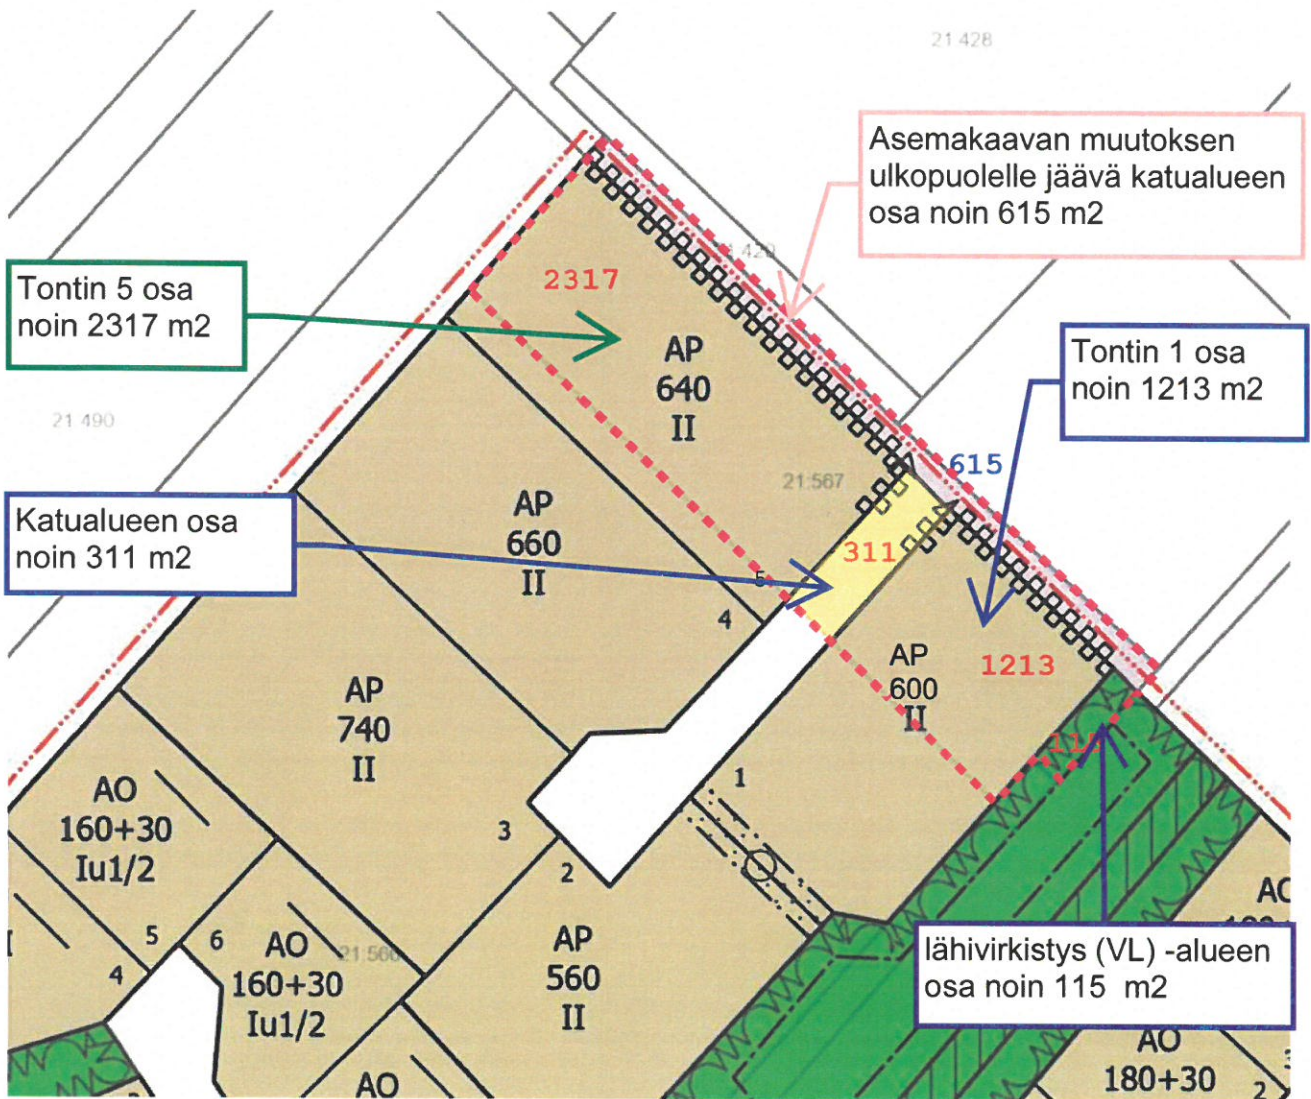 21 428
Asemakaavan muutoksen
ulkopuolelle jäävä katualueen
osa noin 615 m2
Tontin 5 osa
noin 2317 m2
2317
AP
640
II
Tontin 1 osa
noin 1213 m2
21 490
615
21:567
Katualueen osa
noin 311 m2
AP
660
II
311
5
4
AP
600
II
1213
AP
740
II
115
1
AO
160+30
Iu1/2
3
2
5
6
4
AO
160+30
Iu1/2
21:566
AP
560
II
lähivirkistys (VL) -alueen
osa noin 115 m2
AO
AO
180+30
2